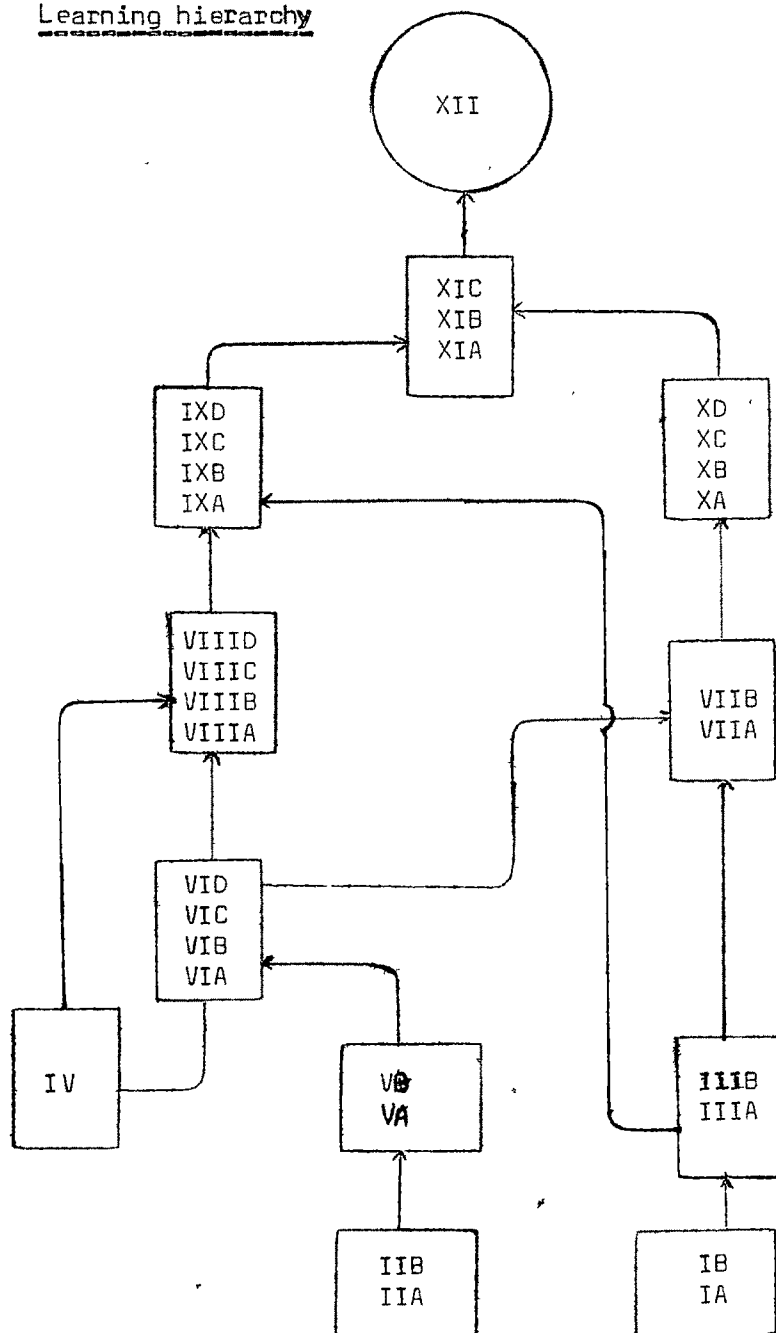 Learning hierarchy
XII
XIC
XIB
XIA
IXD
IXC
IXB
IXA
XD
XC
XB
XA
VIIID
VIIIC
VIIIB
VIIIA
VIIB
VIIA
VID
VIC
VIB
VIA
IV
VB
VA
IIIB
IIIA
IIB
IIA
IB
IA